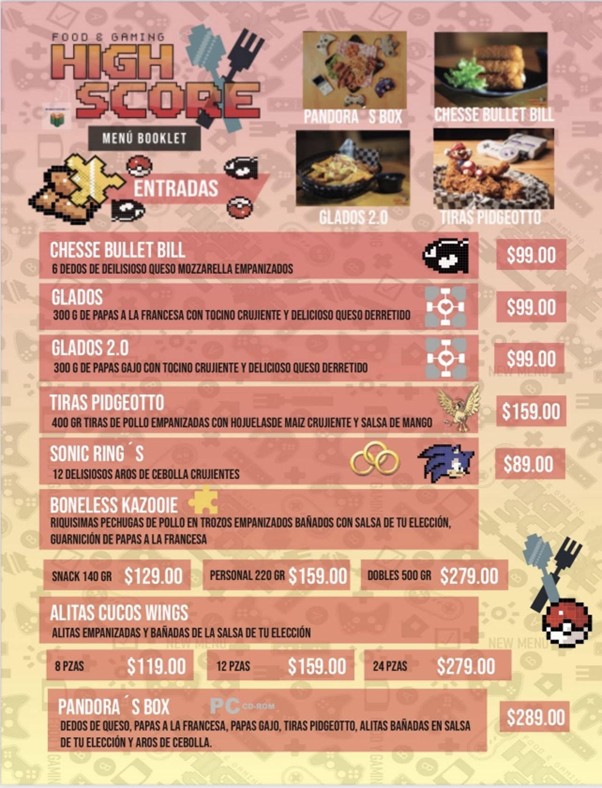 FOOD & GAMING
HIGH
SCORE
MENÚ BOOKLET
PANDORA´S BOX
CHESSE BULLET BILL
GLADOS 2.0
TIRAS PIDGEOTTO
ENTRADAS
CHESSE BULLET BILL
6 DEDOS DE DEILISIOSO QUESO MOZZARELLA EMPANIZADOS
$99.00
GLADOS
300 G DE PAPAS A LA FRANCESA CON TOCINO CRUJIENTE Y DELICIOSO QUESO DERRETIDO
$99.00
GLADOS 2.0
300 G DE PAPAS GAJO CON TOCINO CRUJIENTE Y DELICIOSO QUESO DERRETIDO
$99.00
TIRAS PIDGEOTTO
400 GR TIRAS DE POLLO EMPANIZADAS CON HOJUELASDE MAIZ CRUJIENTE Y SALSA DE MANGO
$159.00
SONIC RING´S
12 DELISIOSOS AROS DE CEBOLLA CRUJIENTES
$89.00
BONELESS KAZOOIE
RIQUISIMAS PECHUGAS DE POLLO EN TROZOS EMPANIZADOS BAÑADOS CON SALSA DE TU ELECCIÓN,
GUARNICIÓN DE PAPAS A LA FRANCESA
SNACK 140 GR $129.00 PERSONAL 220 GR $159.00 DOBLES 500 GR $279.00
ALITAS CUCOS WINGS
ALITAS EMPANIZADAS Y BAÑADAS DE LA SALSA DE TU ELECCIÓN
NEW MENU
8 PZAS $119.00 12 PZAS $159.00 24 PZAS $279.00
PANDORA´S BOX PC CD-ROM
DEDOS DE QUESO, PAPAS A LA FRANCESA, PAPAS GAJO, TIRAS PIDGEOTTO, ALITAS BAÑADAS EN SALSA
DE TU ELECCIÓN Y AROS DE CEBOLLA.
$289.00